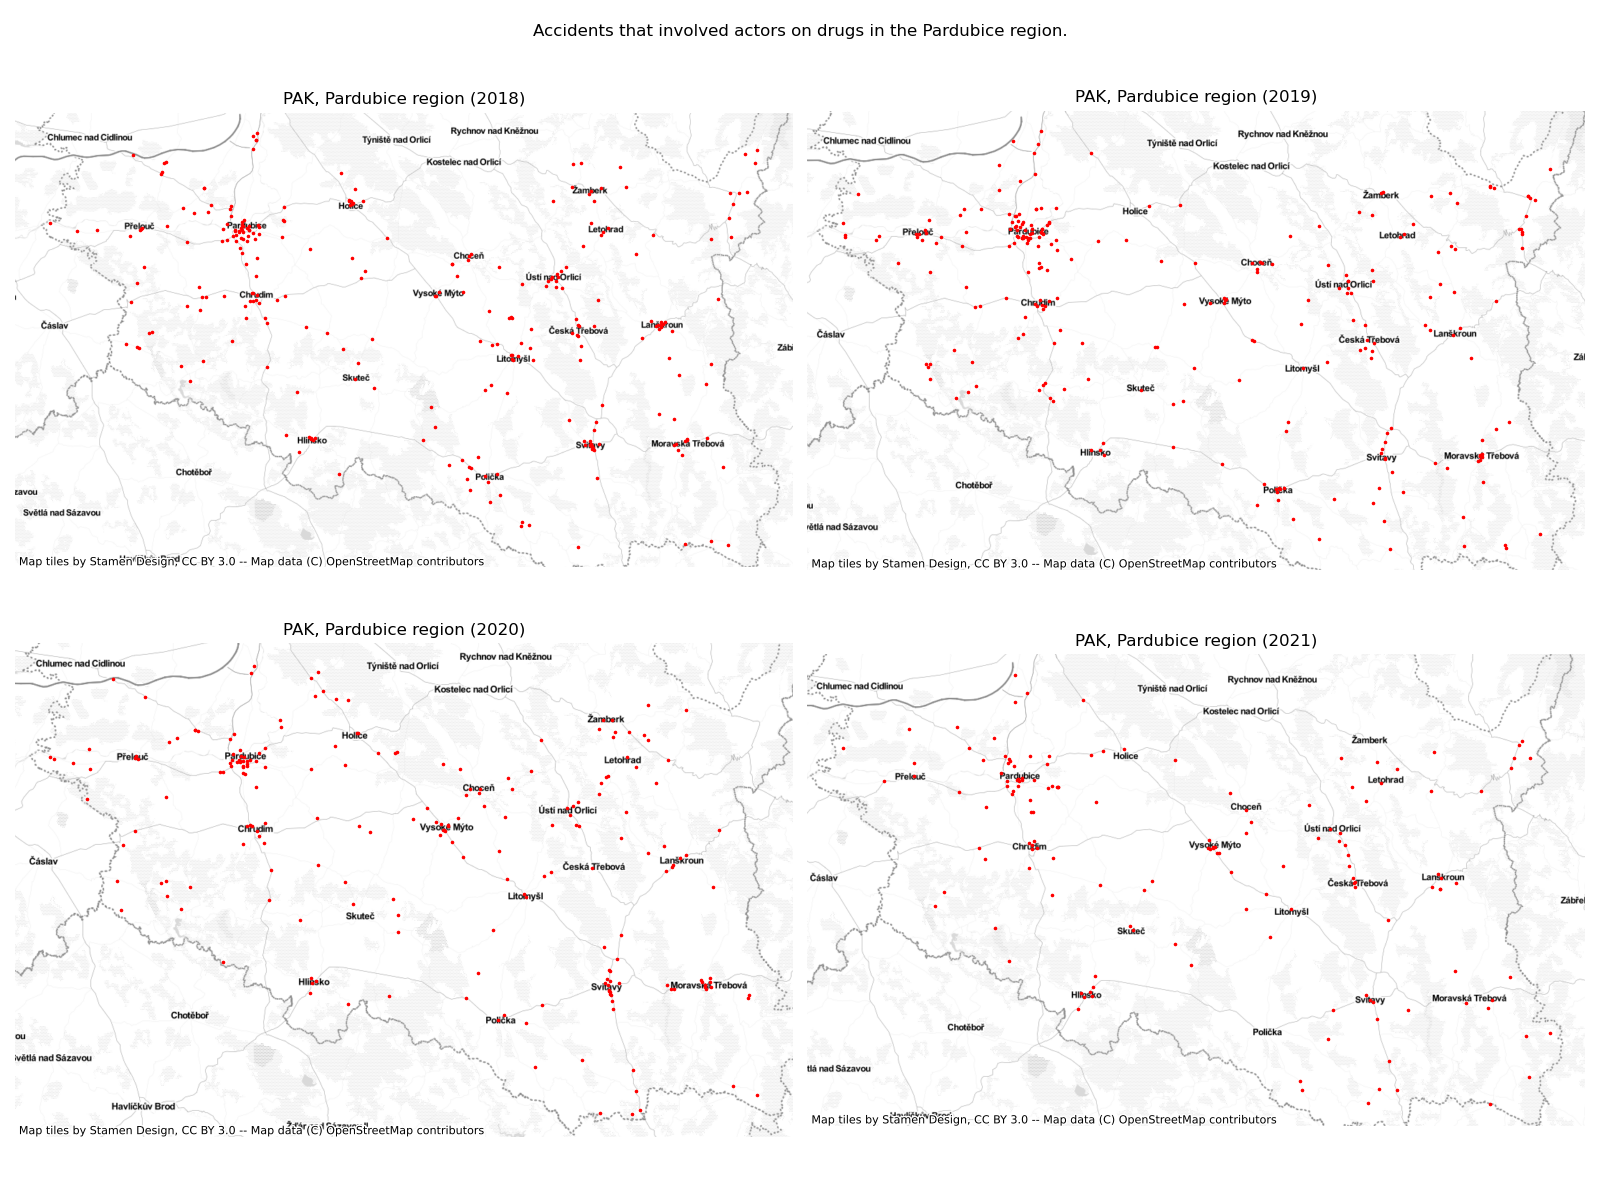 Accidents that involved actors on drugs in the Pardubice region.
PAK, Pardubice region (2018)
Chlumec nad Cidlinou
Týniště nad Orlicí
Rychnov nad Kněžnou
Kostelec nad Orlicí
Žamberk
Holice
Přelouč
Pardubice
Letohrad
Choceň
Ústí nad Orlicí
Vysoké Mýto
Chrudim
Čáslav
Česká Třebová
Lanškroun
Zábř
Litomyšl
Skuteč
Hlinsko
Svitavy
Moravská Třebová
Chotěboř
Polička
zavou
Světlá nad Sázavou
Map tiles by Stamen Design, CC BY 3.0 -- Map data (C) OpenStreetMap contributors
PAK, Pardubice region (2019)
Chlumec nad Cidlinou
Týniště nad Orlicí
Rychnov nad Kněžnou
Kostelec nad Orlicí
Žamberk
Holice
Přelouč
Pardubice
Letohrad
Choceň
Ústí nad Orlicí
Vysoké Mýto
Chrudim
Čáslav
Česká Třebová
Lanškroun
Litomyšl
Skuteč
Hlinsko
Svitavy
Moravská Třebová
Chotěboř
Polička
ou
větlá nad Sázavou
Map tiles by Stamen Design, CC BY 3.0 -- Map data (C) OpenStreetMap contributors
PAK, Pardubice region (2020)
Chlumec nad Cidlinou
Týniště nad Orlicí
Rychnov nad Kněžnou
Kostelec nad Orlicí
Žamberk
Holice
Přelouč
Pardubice
Letohrad
Choceň
Ústí nad Orlicí
Vysoké Mýto
Chrudim
Čáslav
Česká Třebová
Lanškroun
Litomyšl
Skuteč
Hlinsko
Svitavy
Moravská Třebová
Chotěboř
Polička
ou
větlá nad Sázavou
Havlíčkův Brod
Map tiles by Stamen Design, CC BY 3.0 -- Map data (C) OpenStreetMap contributors
PAK, Pardubice region (2021)
Chlumec nad Cidlinou
Týniště nad Orlicí
Rychnov nad Kněžnou
Kostelec nad Orlicí
Žamberk
Holice
Přelouč
Pardubice
Letohrad
Choceň
Ústí nad Orlicí
Vysoké Mýto
Chrudim
Čáslav
Česká Třebová
Lanškroun
Zábřeh
Litomyšl
Skuteč
Hlinsko
Svitavy
Moravská Třebová
Chotěboř
Polička
tlá nad Sázavou
Map tiles by Stamen Design, CC BY 3.0 -- Map data (C) OpenStreetMap contributors